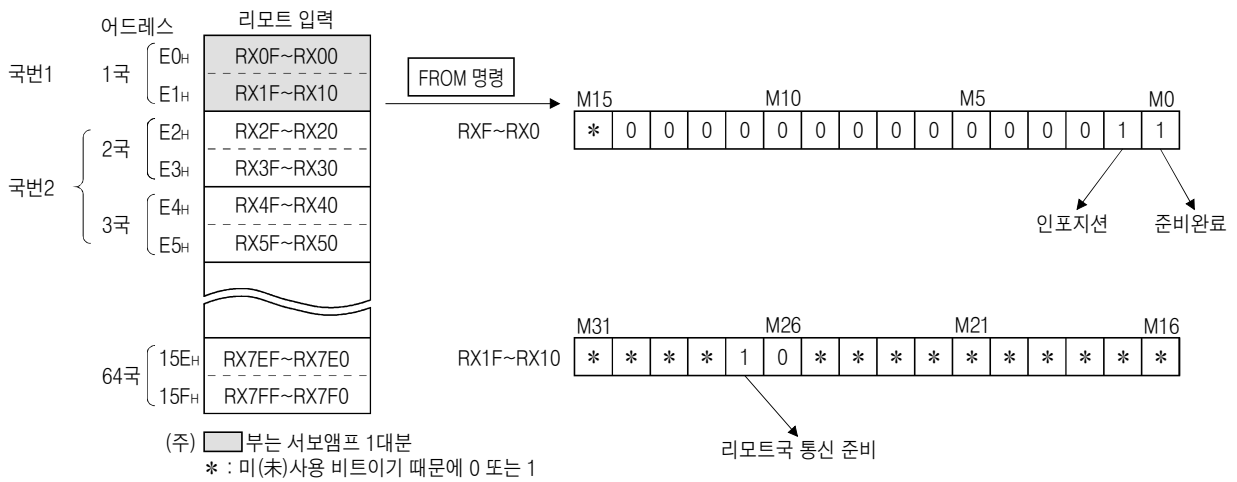 어드레스 리모트 입력
국번1 1국 E0H RX0F~RX00
E1H RX1F~RX10
국번2 2국 E2H RX2F~RX20
E3H RX3F~RX30
3국 E4H RX4F~RX40
E5H RX5F~RX50
64국 15EH RX7EF~RX7E0
15FH RX7FF~RX7F0
(주) 부는 서보앰프 1대분
* : 미(未)사용 비트이기 때문에 0 또는 1
FROM 명령
M15 M10 M5 M0
RXF~RX0 * 0 0 0 0 0 0 0 0 0 0 0 0 0 1 1
인포지션 준비완료
M31 M26 M21 M16
RX1F~RX10 * * * * 1 0 * * * * * * * * * *
리모트국 통신 준비